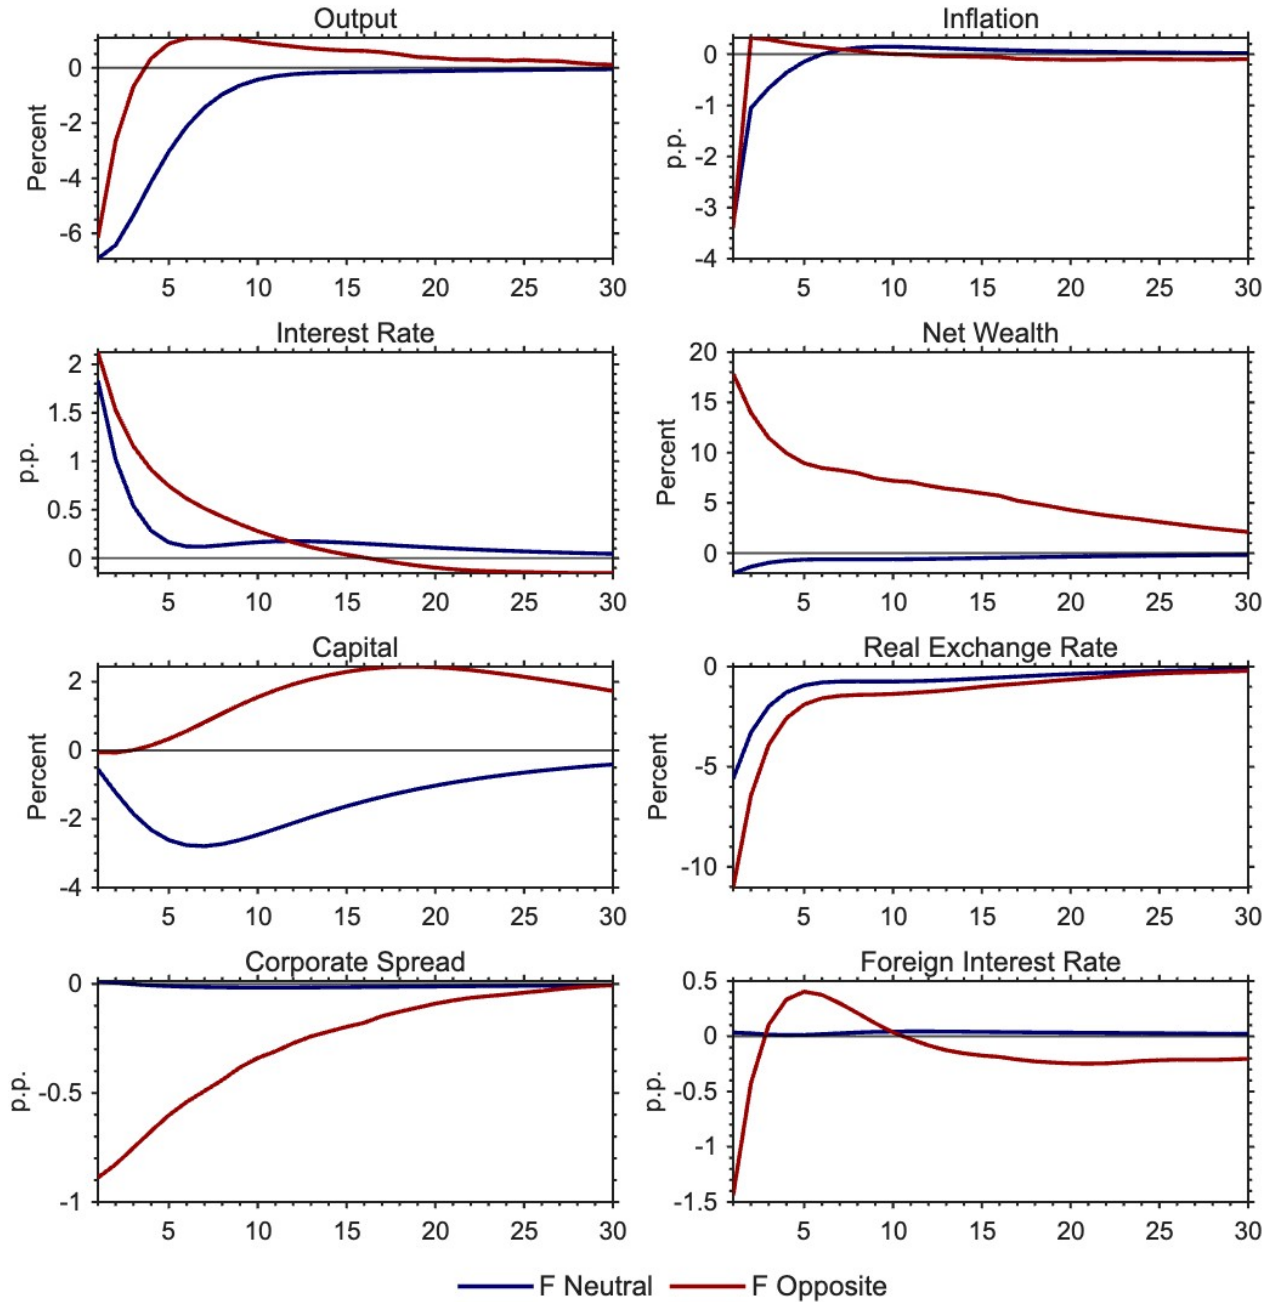 Output
Percent
0
-2
-4
-6
5 10 15 20 25 30
Inflation
p.p.
0
-1
-2
-3
-4
5 10 15 20 25 30
Interest Rate
p.p.
2
1.5
1
0.5
0
5 10 15 20 25 30
Net Wealth
Percent
20
15
10
5
0
5 10 15 20 25 30
Capital
Percent
2
0
-2
-4
5 10 15 20 25 30
Real Exchange Rate
Percent
0
-5
-10
5 10 15 20 25 30
Corporate Spread
p.p.
0
-0.5
-1
5 10 15 20 25 30
Foreign Interest Rate
p.p.
0.5
0
-0.5
-1
-1.5
5 10 15 20 25 30
F Neutral F Opposite